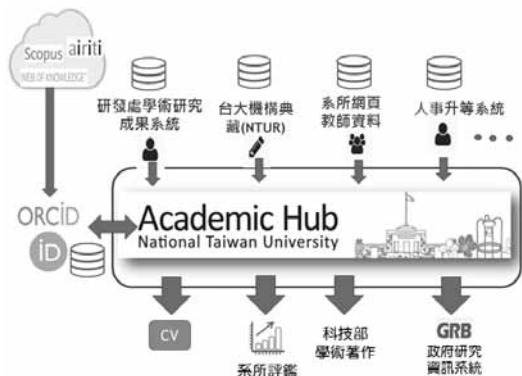 Scopus airiti
WEB OF KNOWLEDGE
研發處學術研究
成果系統
台大機構典
藏(NTUR)
系所網頁
教師資料
人事升等系統
ORCiD
iD
Academic Hub
National Taiwan University
CV
系所評鑑
科技部
學術著作
GRB
政府研究
資訊系統